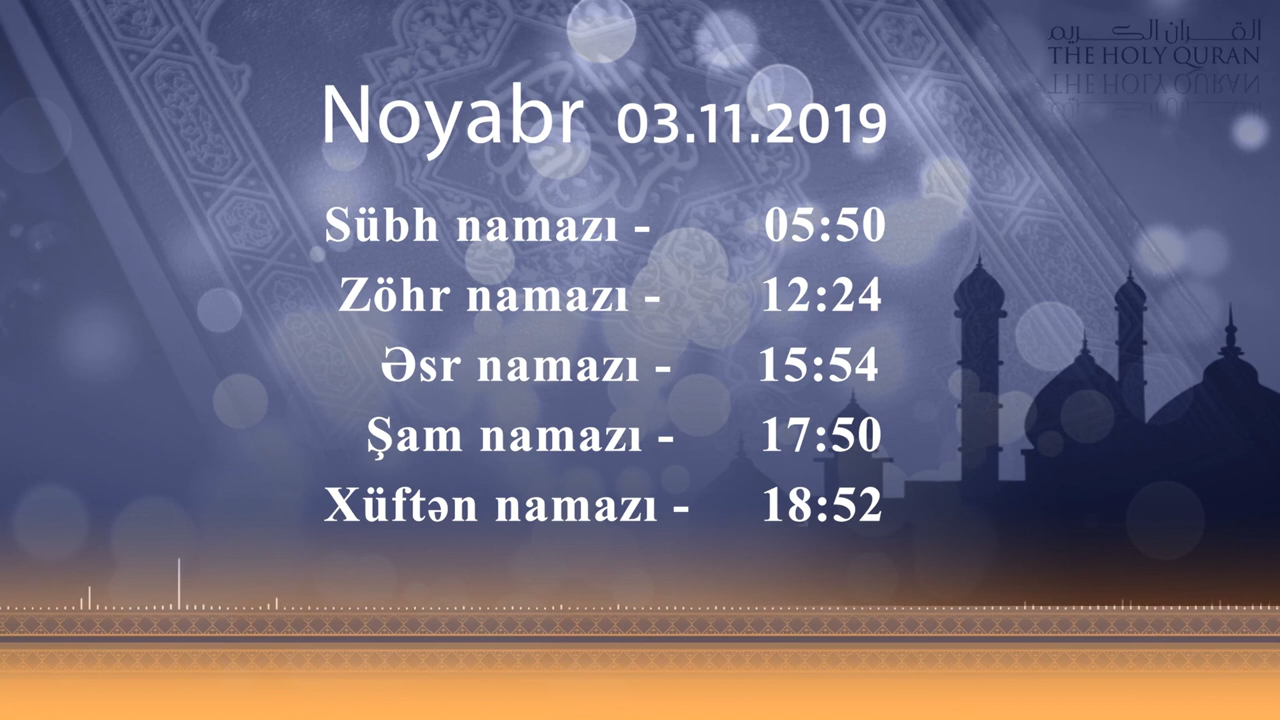 القرآن الكريم
THE HOLY QURAN
Noyabr 03.11.2019
Sübh namazı - 05:50
Zöhr namazı - 12:24
Əsr namazı - 15:54
Şam namazı - 17:50
Xüftən namazı - 18:52